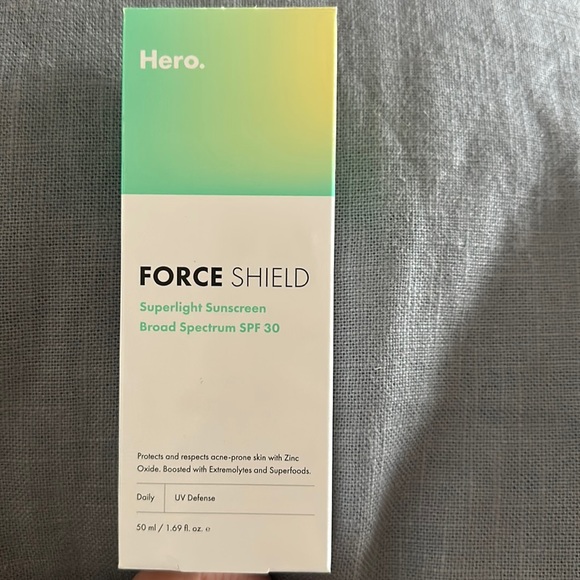 Hero.
FORCE SHIELD
Superlight Sunscreen
Broad Spectrum SPF 30
Protects and respects acne-prone skin with Zinc
Oxide. Boosted with Extremolytes and Superfoods.
Daily UV Defense
50 ml / 1.69 fl. oz. e